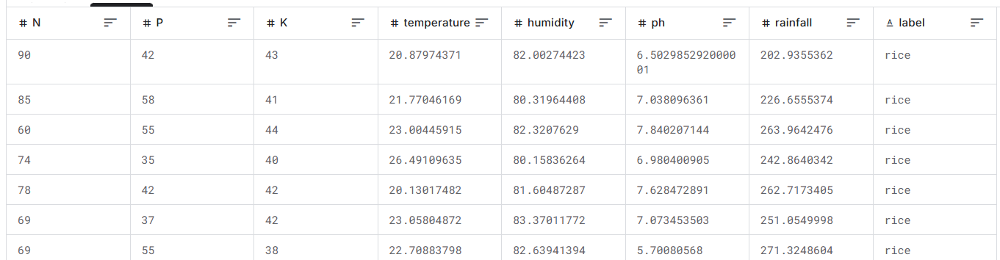 # N # P # K # temperature # humidity # ph # rainfall A label
90 42 43 20.87974371 82.00274423 6.5029852920000 202.9355362 rice
01
85 58 41 21.77046169 80.31964408 7.038096361 226.6555374 rice
60 55 44 23.00445915 82.3207629 7.840207144 263.9642476 rice
74 35 40 26.49109635 80.15836264 6.980400905 242.8640342 rice
78 42 42 20.13017482 81.60487287 7.628472891 262.7173405 rice
69 37 42 23.05804872 83.37011772 7.073453503 251.0549998 rice
69 55 38 22.70883798 82.63941394 5.70080568 271.3248604 rice